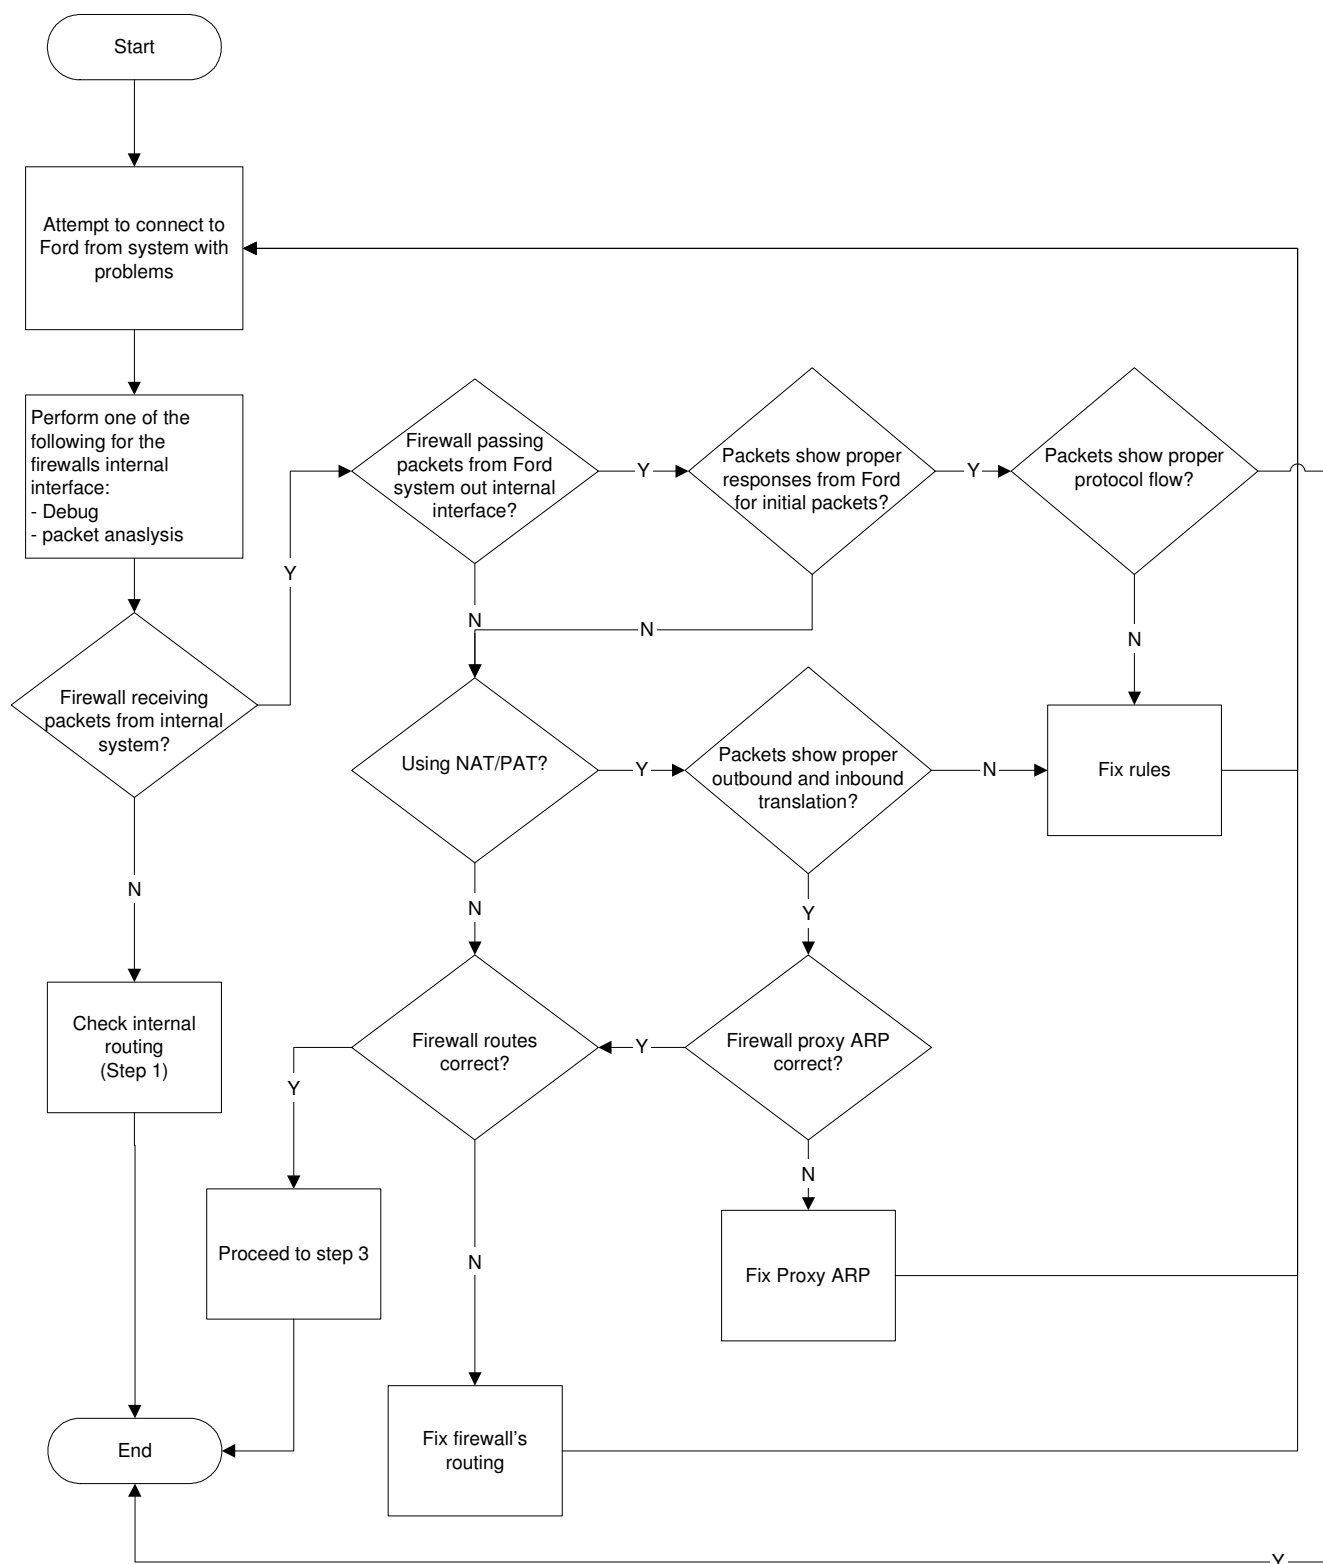 Start
Attempt to connect to
Ford from system with
problems
Perform one of the
following for the
firewalls internal
interface:
- Debug
- packet anaslysis
Firewall passing
packets from Ford
system out internal
interface?
Y
Packets show proper
responses from Ford
for initial packets?
Y
Packets show proper
protocol flow?
Y
N
N
N
Firewall receiving
packets from internal
system?
Using NAT/PAT?
Y
Packets show proper
outbound and inbound
translation?
N
Fix rules
N
N
Y
Check internal
routing
(Step 1)
Firewall routes
correct?
Y
Firewall proxy ARP
correct?
Y
N
Proceed to step 3
N
Fix Proxy ARP
End
Fix firewall's
routing
Y